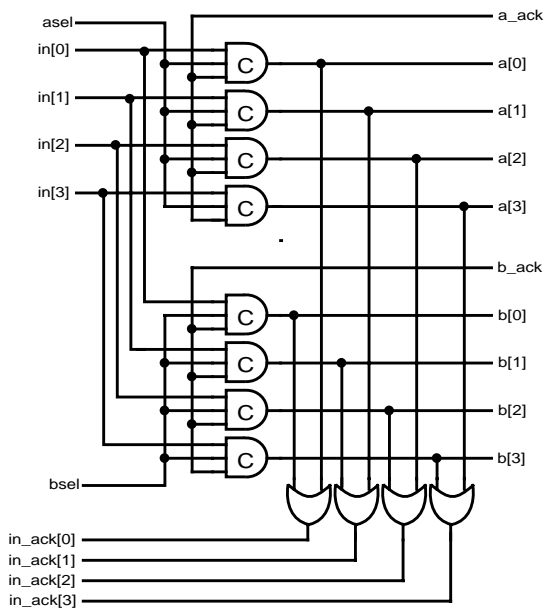 asel
a_ack
in[0]
C
a[0]
in[1]
C
a[1]
in[2]
C
a[2]
in[3]
C
a[3]
b_ack
C
b[0]
C
b[1]
C
b[2]
C
b[3]
bsel
in_ack[0]
in_ack[1]
in_ack[2]
in_ack[3]